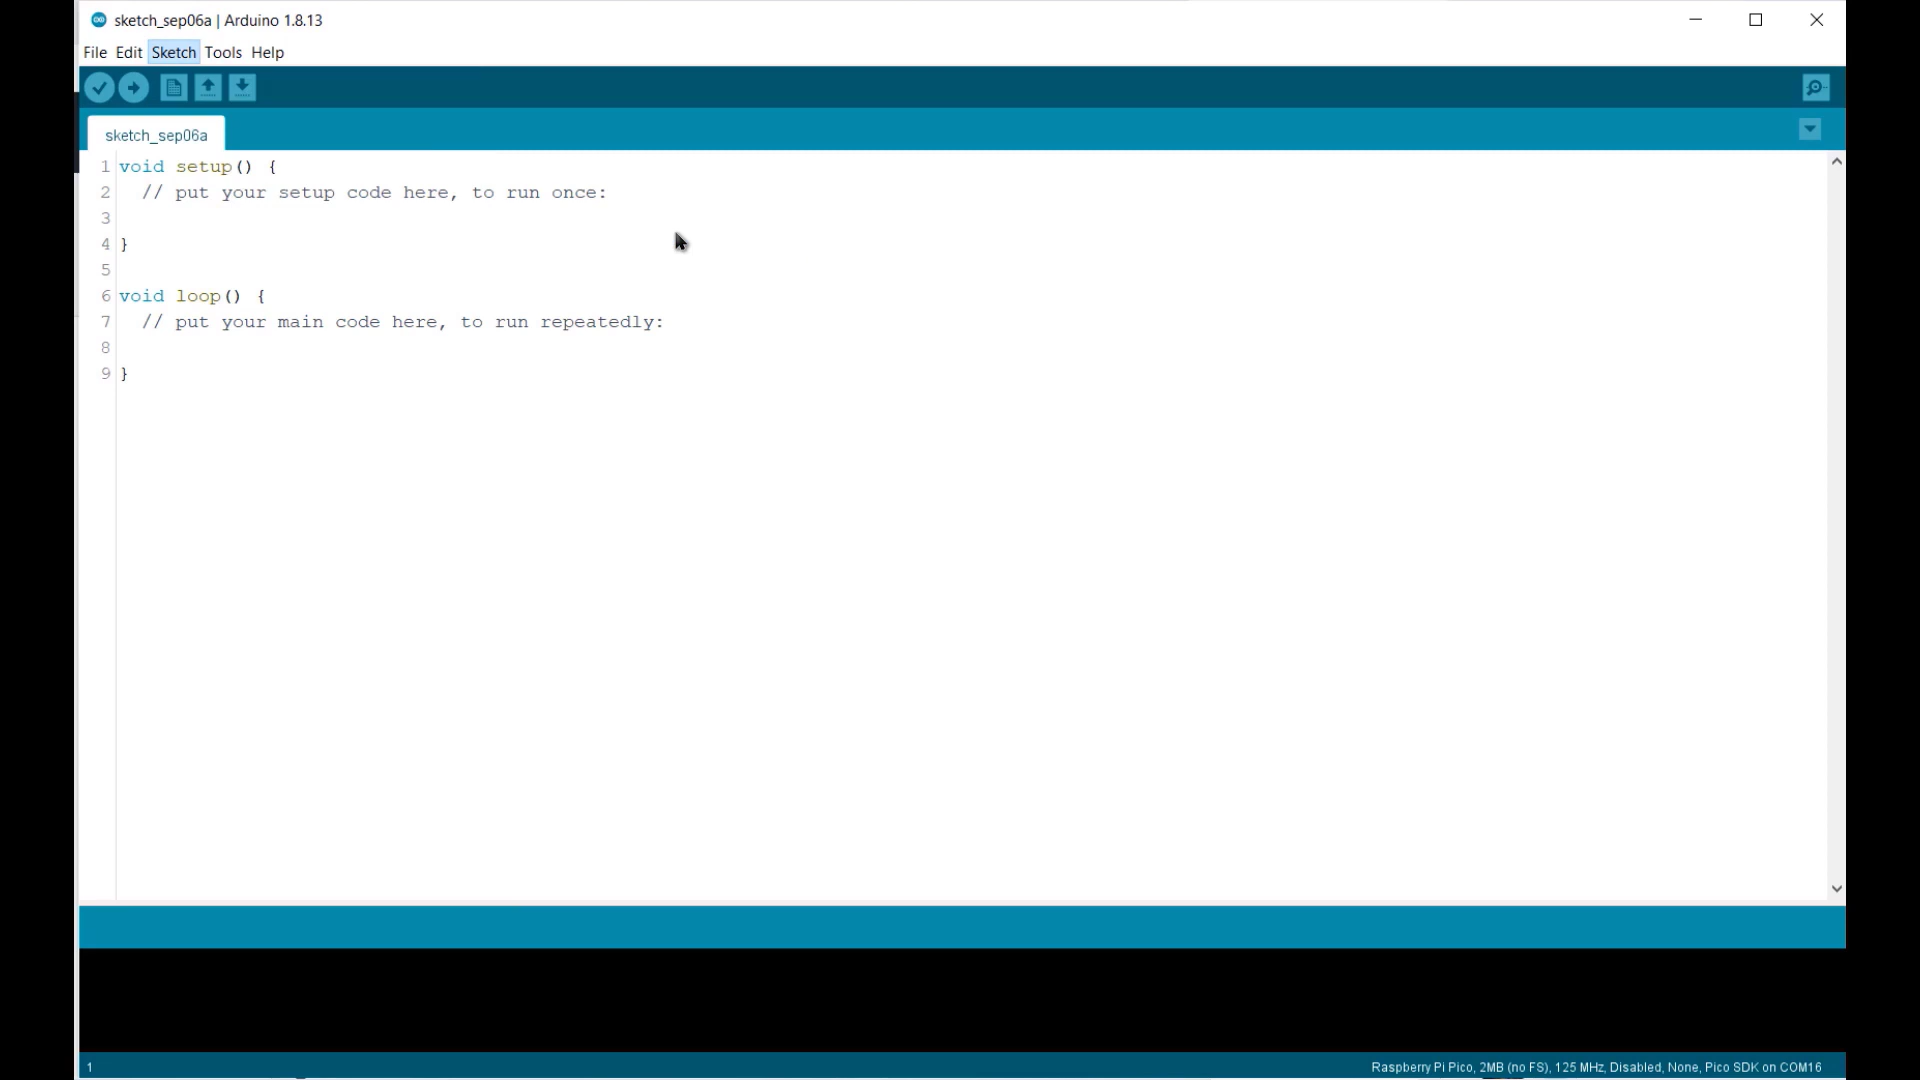 sketch_sep06a | Arduino 1.8.13
File Edit Sketch Tools Help
sketch_sep06a
1 void setup() {
2   // put your setup code here, to run once:
3
4 }
5
6 void loop() {
7   // put your main code here, to run repeatedly:
8
9 }
1
Raspberry Pi Pico, 2MB (no FS), 125 MHz, Disabled, None, Pico SDK on COM16